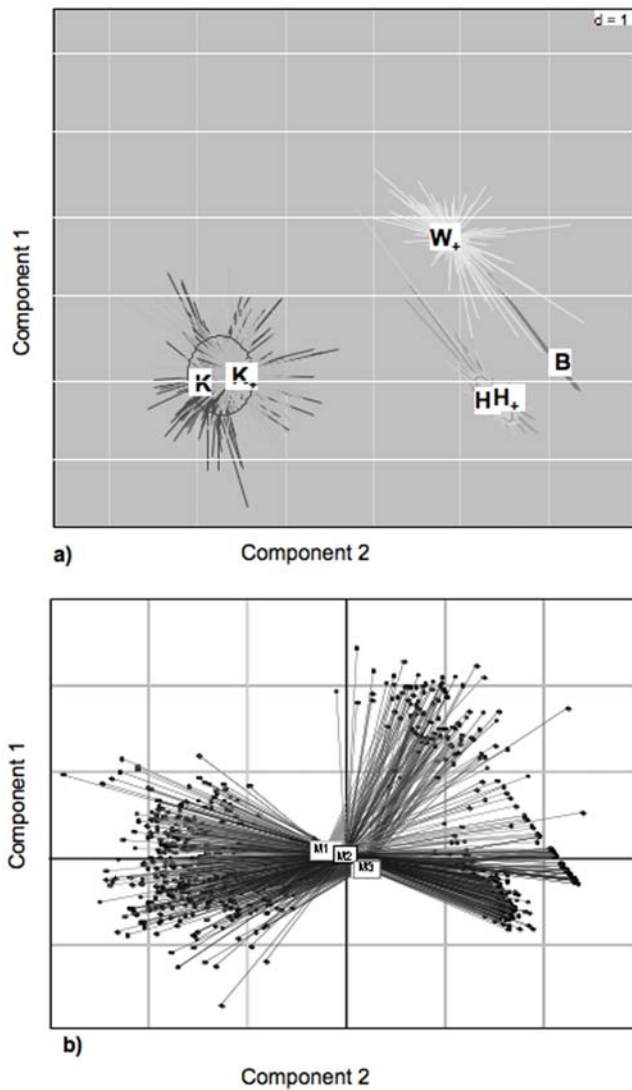 d = 1
Component 1
W+
B
K K+
H H+
a)
Component 2
Component 1
M1
M2
M3
b)
Component 2